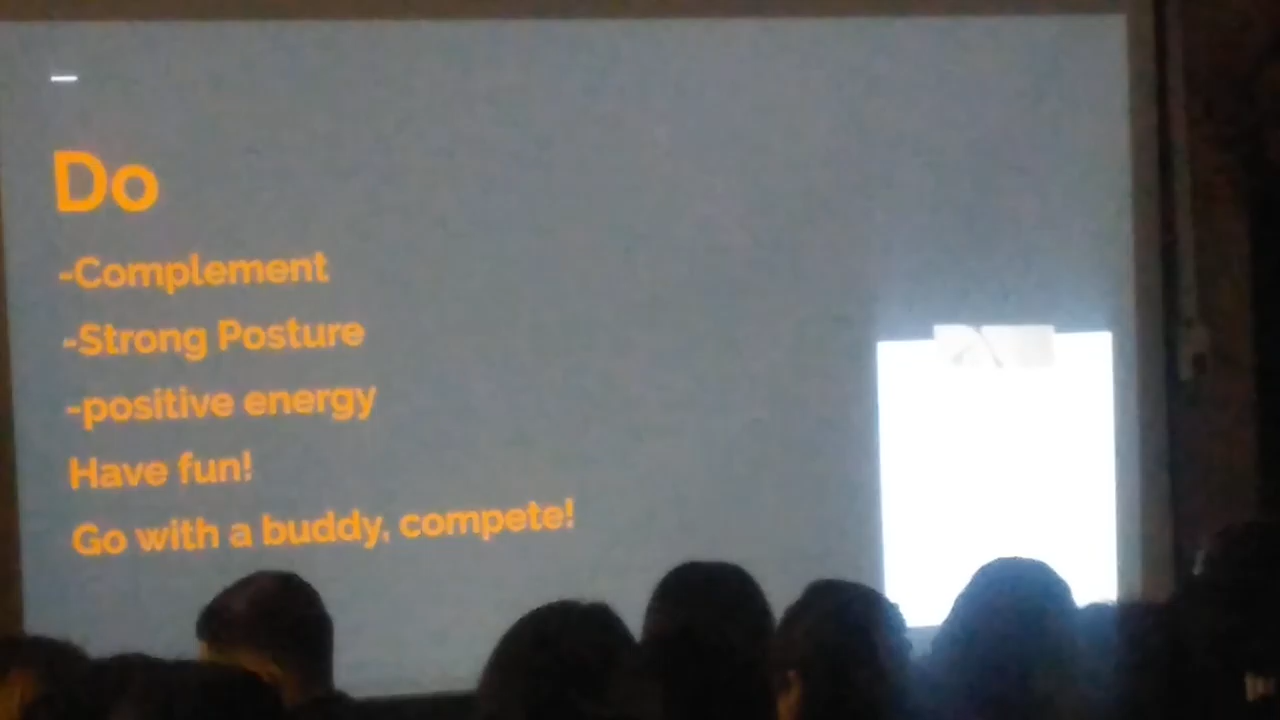 Do
-Complement
-Strong Posture
-positive energy
Have fun!
Go with a buddy, compete!